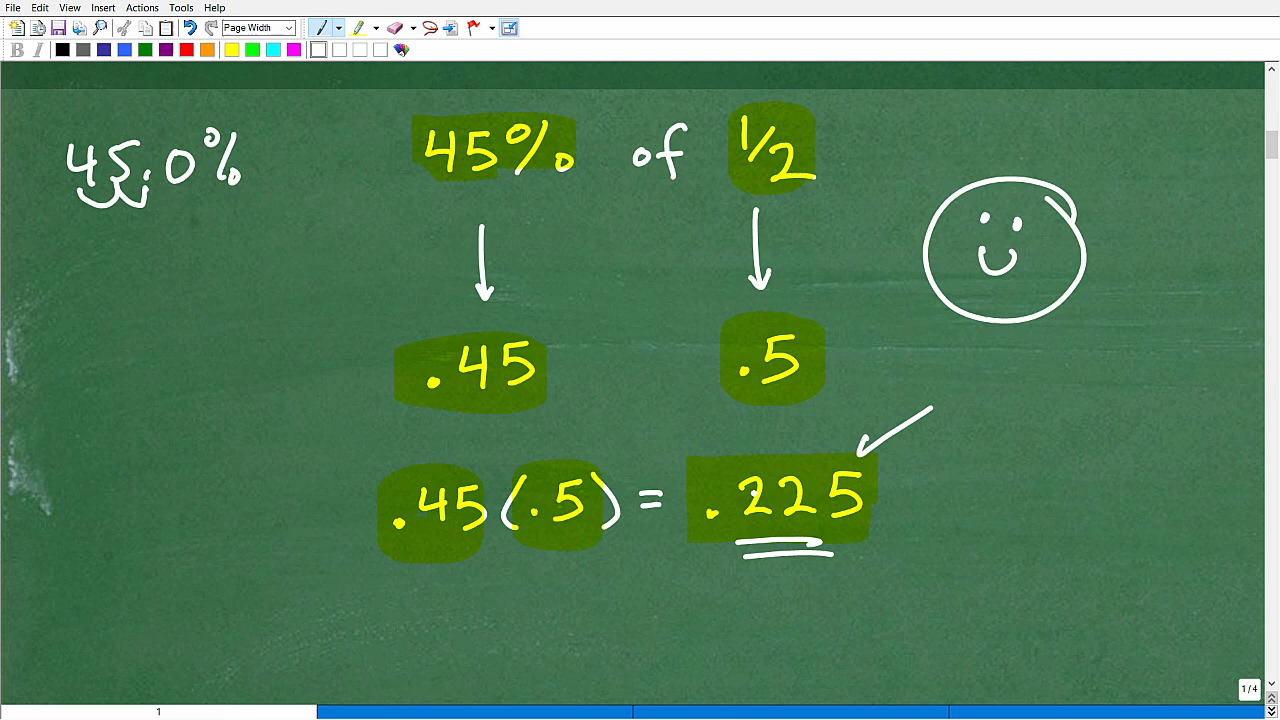 File Edit View Insert Actions Tools Help
Page Width
B I
45.0% 45% of 1/2
.45 .5
.45(.5) = .225
1/4
1